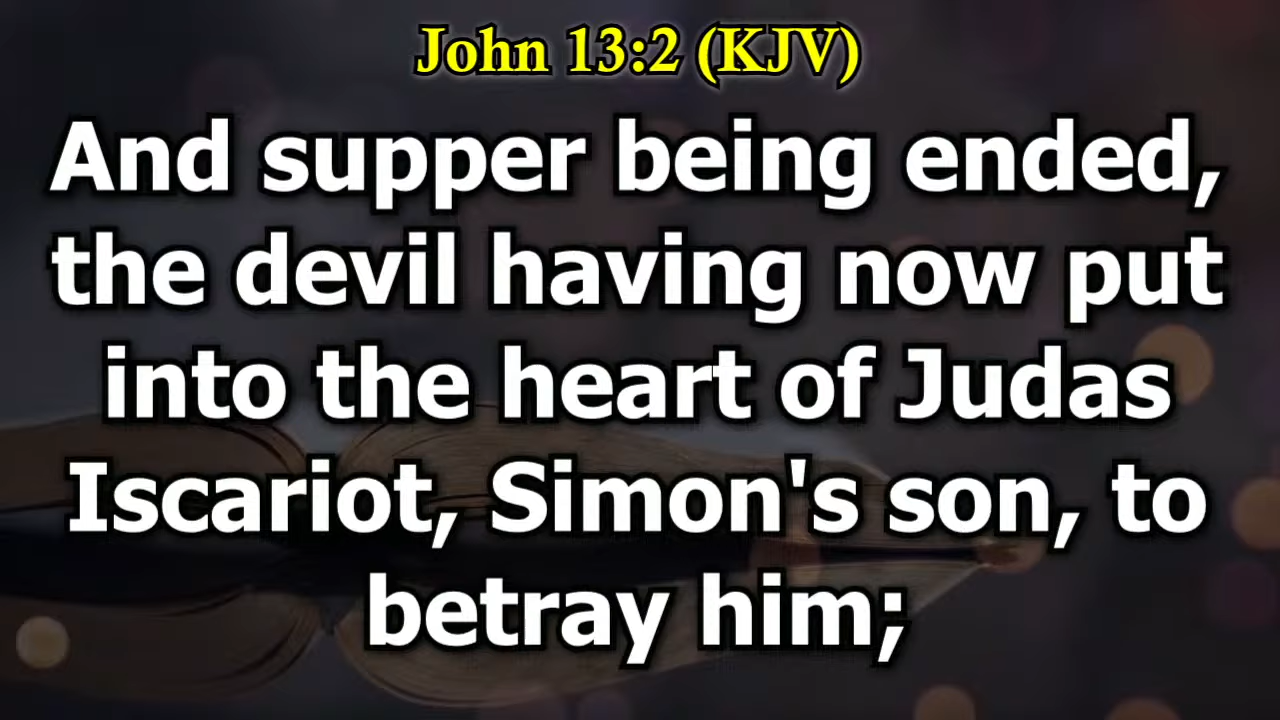 John 13:2 (KJV)
And supper being ended,
the devil having now put
into the heart of Judas
Iscariot, Simon's son, to
betray him;